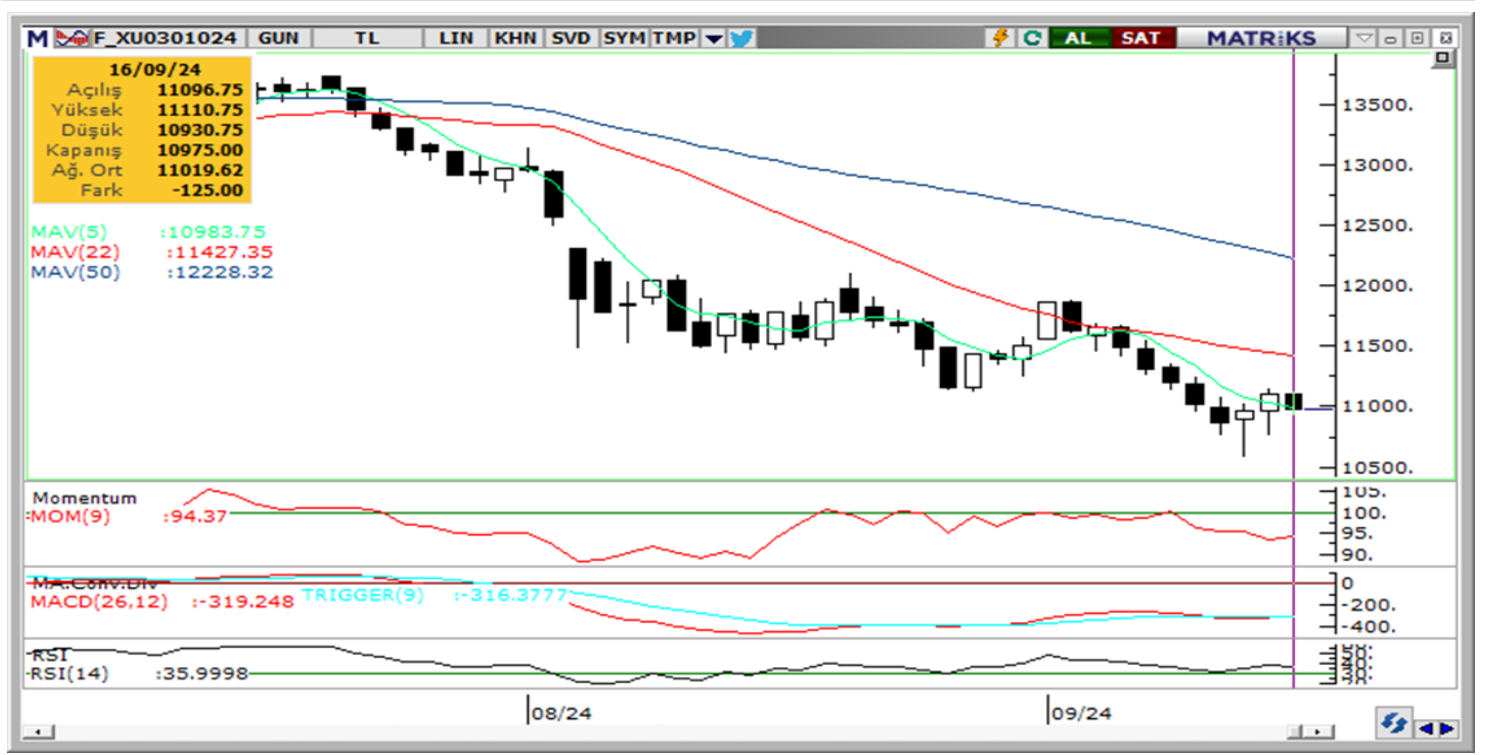 M F_XU0301024 GUN TL LIN KHN SVD SYM TMP AL SAT MATRiKS
16/09/24
Açılış 11096.75
Yüksek 11110.75
Düşük 10930.75
Kapanış 10975.00
Ağ. Ort 11019.62
Fark -125.00
MAV(5) :10983.75
MAV(22) :11427.35
MAV(50) :12228.32
13500.
13000.
12500.
12000.
11500.
11000.
10500.
Momentum
MOM(9) :94.37
105.
100.
95.
90.
MA.Conv.Div
MACD(26,12) :-319.248 TRIGGER(9) :-316.3777
0
-200.
-400.
RSI
RSI(14) :35.9998
08/24
09/24